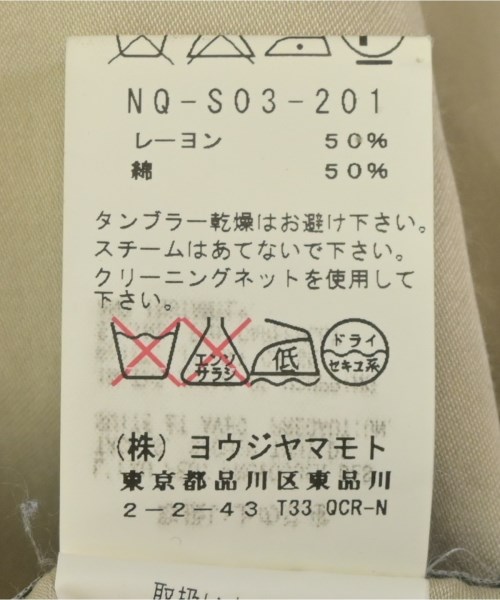 NQ-S03-201
レーヨン 50%
綿 50%
タンブラー乾燥はお避け下さい。
スチームはあてないで下さい。
クリーニングネットを使用して
下さい。
エンソ
サラシ
低
ドライ
セキユ系
(株) ヨウジヤマモト
東京都品川区東品川
2-2-43 T33 QCR-N